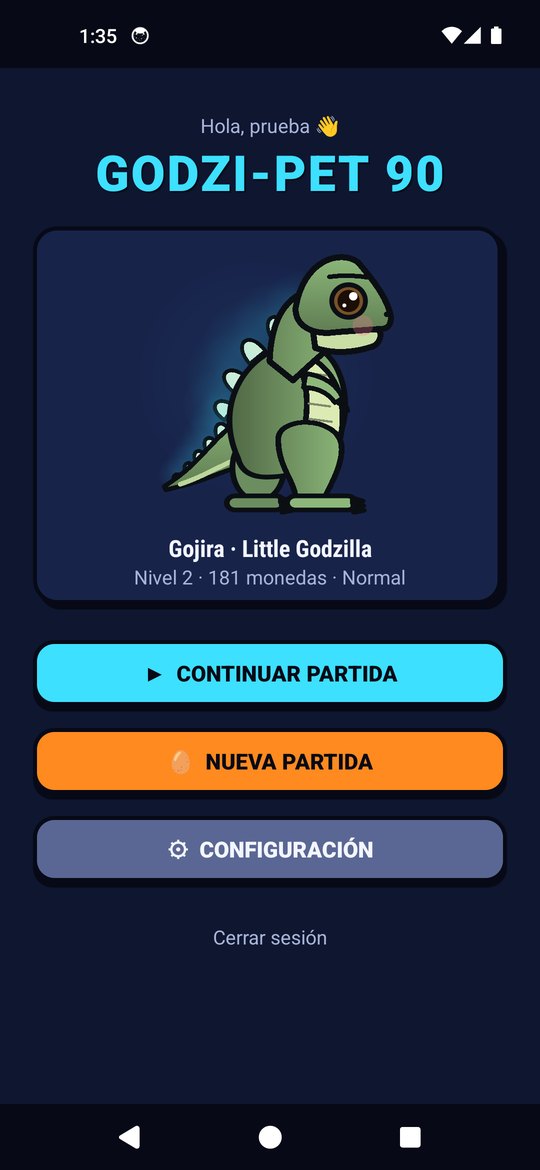 1:35
Hola, prueba 👋
GODZI-PET 90
Gojira · Little Godzilla
Nivel 2 · 181 monedas · Normal
► CONTINUAR PARTIDA
🥚 NUEVA PARTIDA
⚙ CONFIGURACIÓN
Cerrar sesión